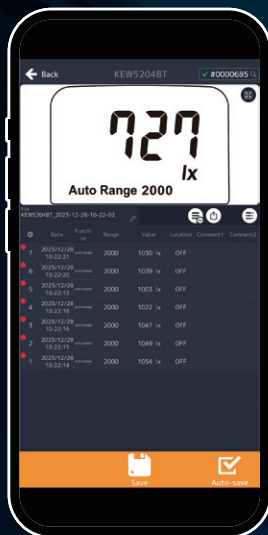 Back KEW5204BT ✓ #0000685
727
lx
Auto Range 2000
File
KEW5204BT_2023-12-28-10-22-02
Date Function Range Value Location Comment1 Comment2
7 2023/12/28 10:22:21 2000 1030 lx OFF
6 2023/12/28 10:22:20 2000 1039 lx OFF
5 2023/12/28 10:22:19 2000 1003 lx OFF
4 2023/12/28 10:22:18 2000 1022 lx OFF
3 2023/12/28 10:22:16 2000 1047 lx OFF
2 2023/12/28 10:22:15 2000 1049 lx OFF
1 2023/12/28 10:22:14 2000 1054 lx OFF
Save Auto-save